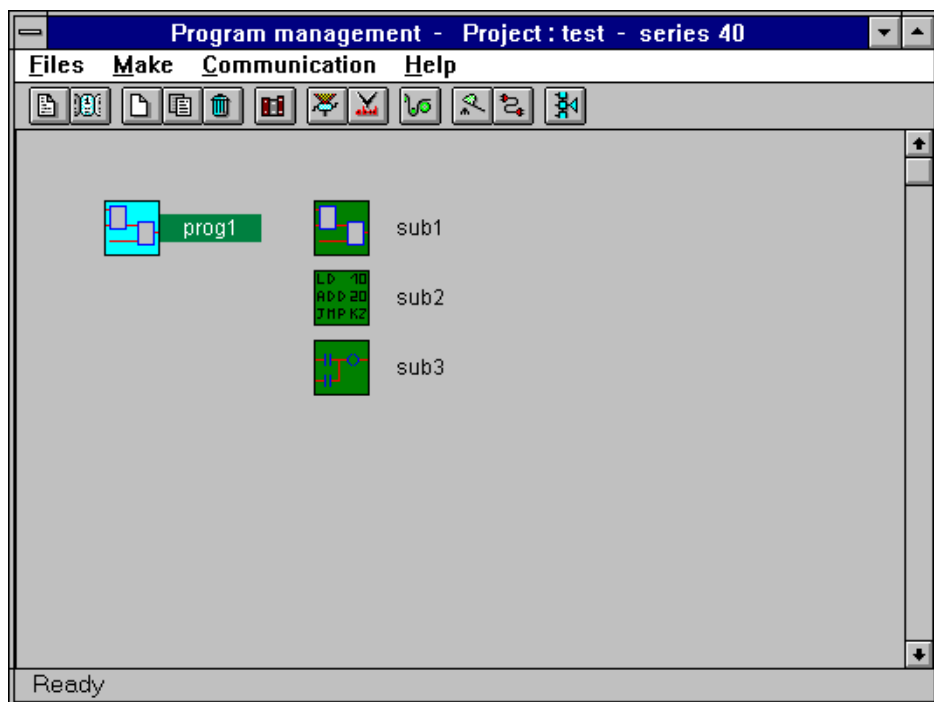 Program management - Project : test - series 40
Files Make Communication Help
prog1 sub1
LD 10
ADD 20
JMP KZ
sub2
sub3
Ready